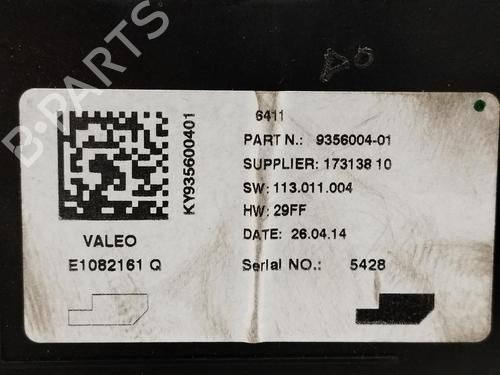 B-PARTS
6411
PART N.: 9356004-01
SUPPLIER: 173138 10
SW: 113.011.004
HW: 29FF
DATE: 26.04.14
Serial NO.: 5428
KY935600401
VALEO
E1082161 Q